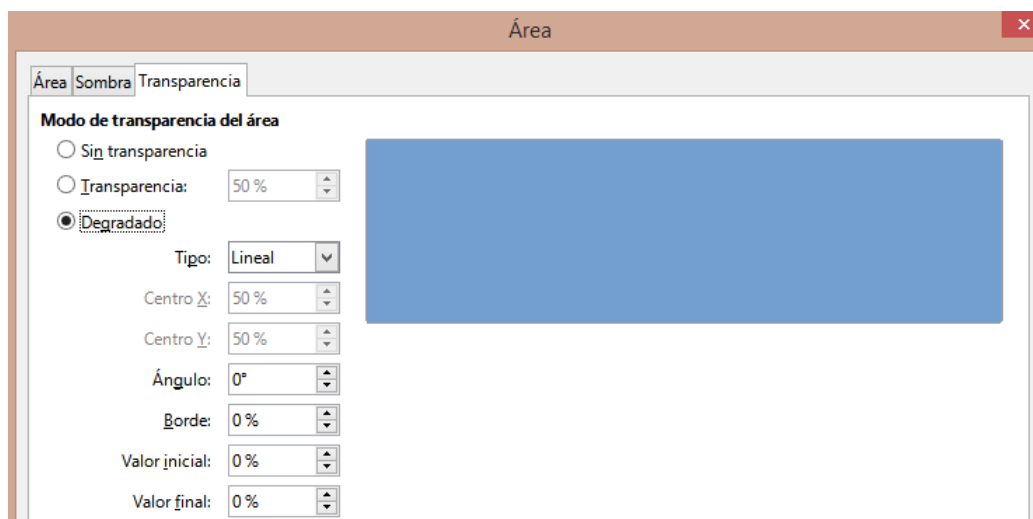 Área
Área Sombra Transparencia
Modo de transparencia del área
Sin transparencia
Transparencia: 50 %
Degradado
Tipo: Lineal
Centro X: 50 %
Centro Y: 50 %
Ángulo: 0°
Borde: 0 %
Valor inicial: 0 %
Valor final: 0 %